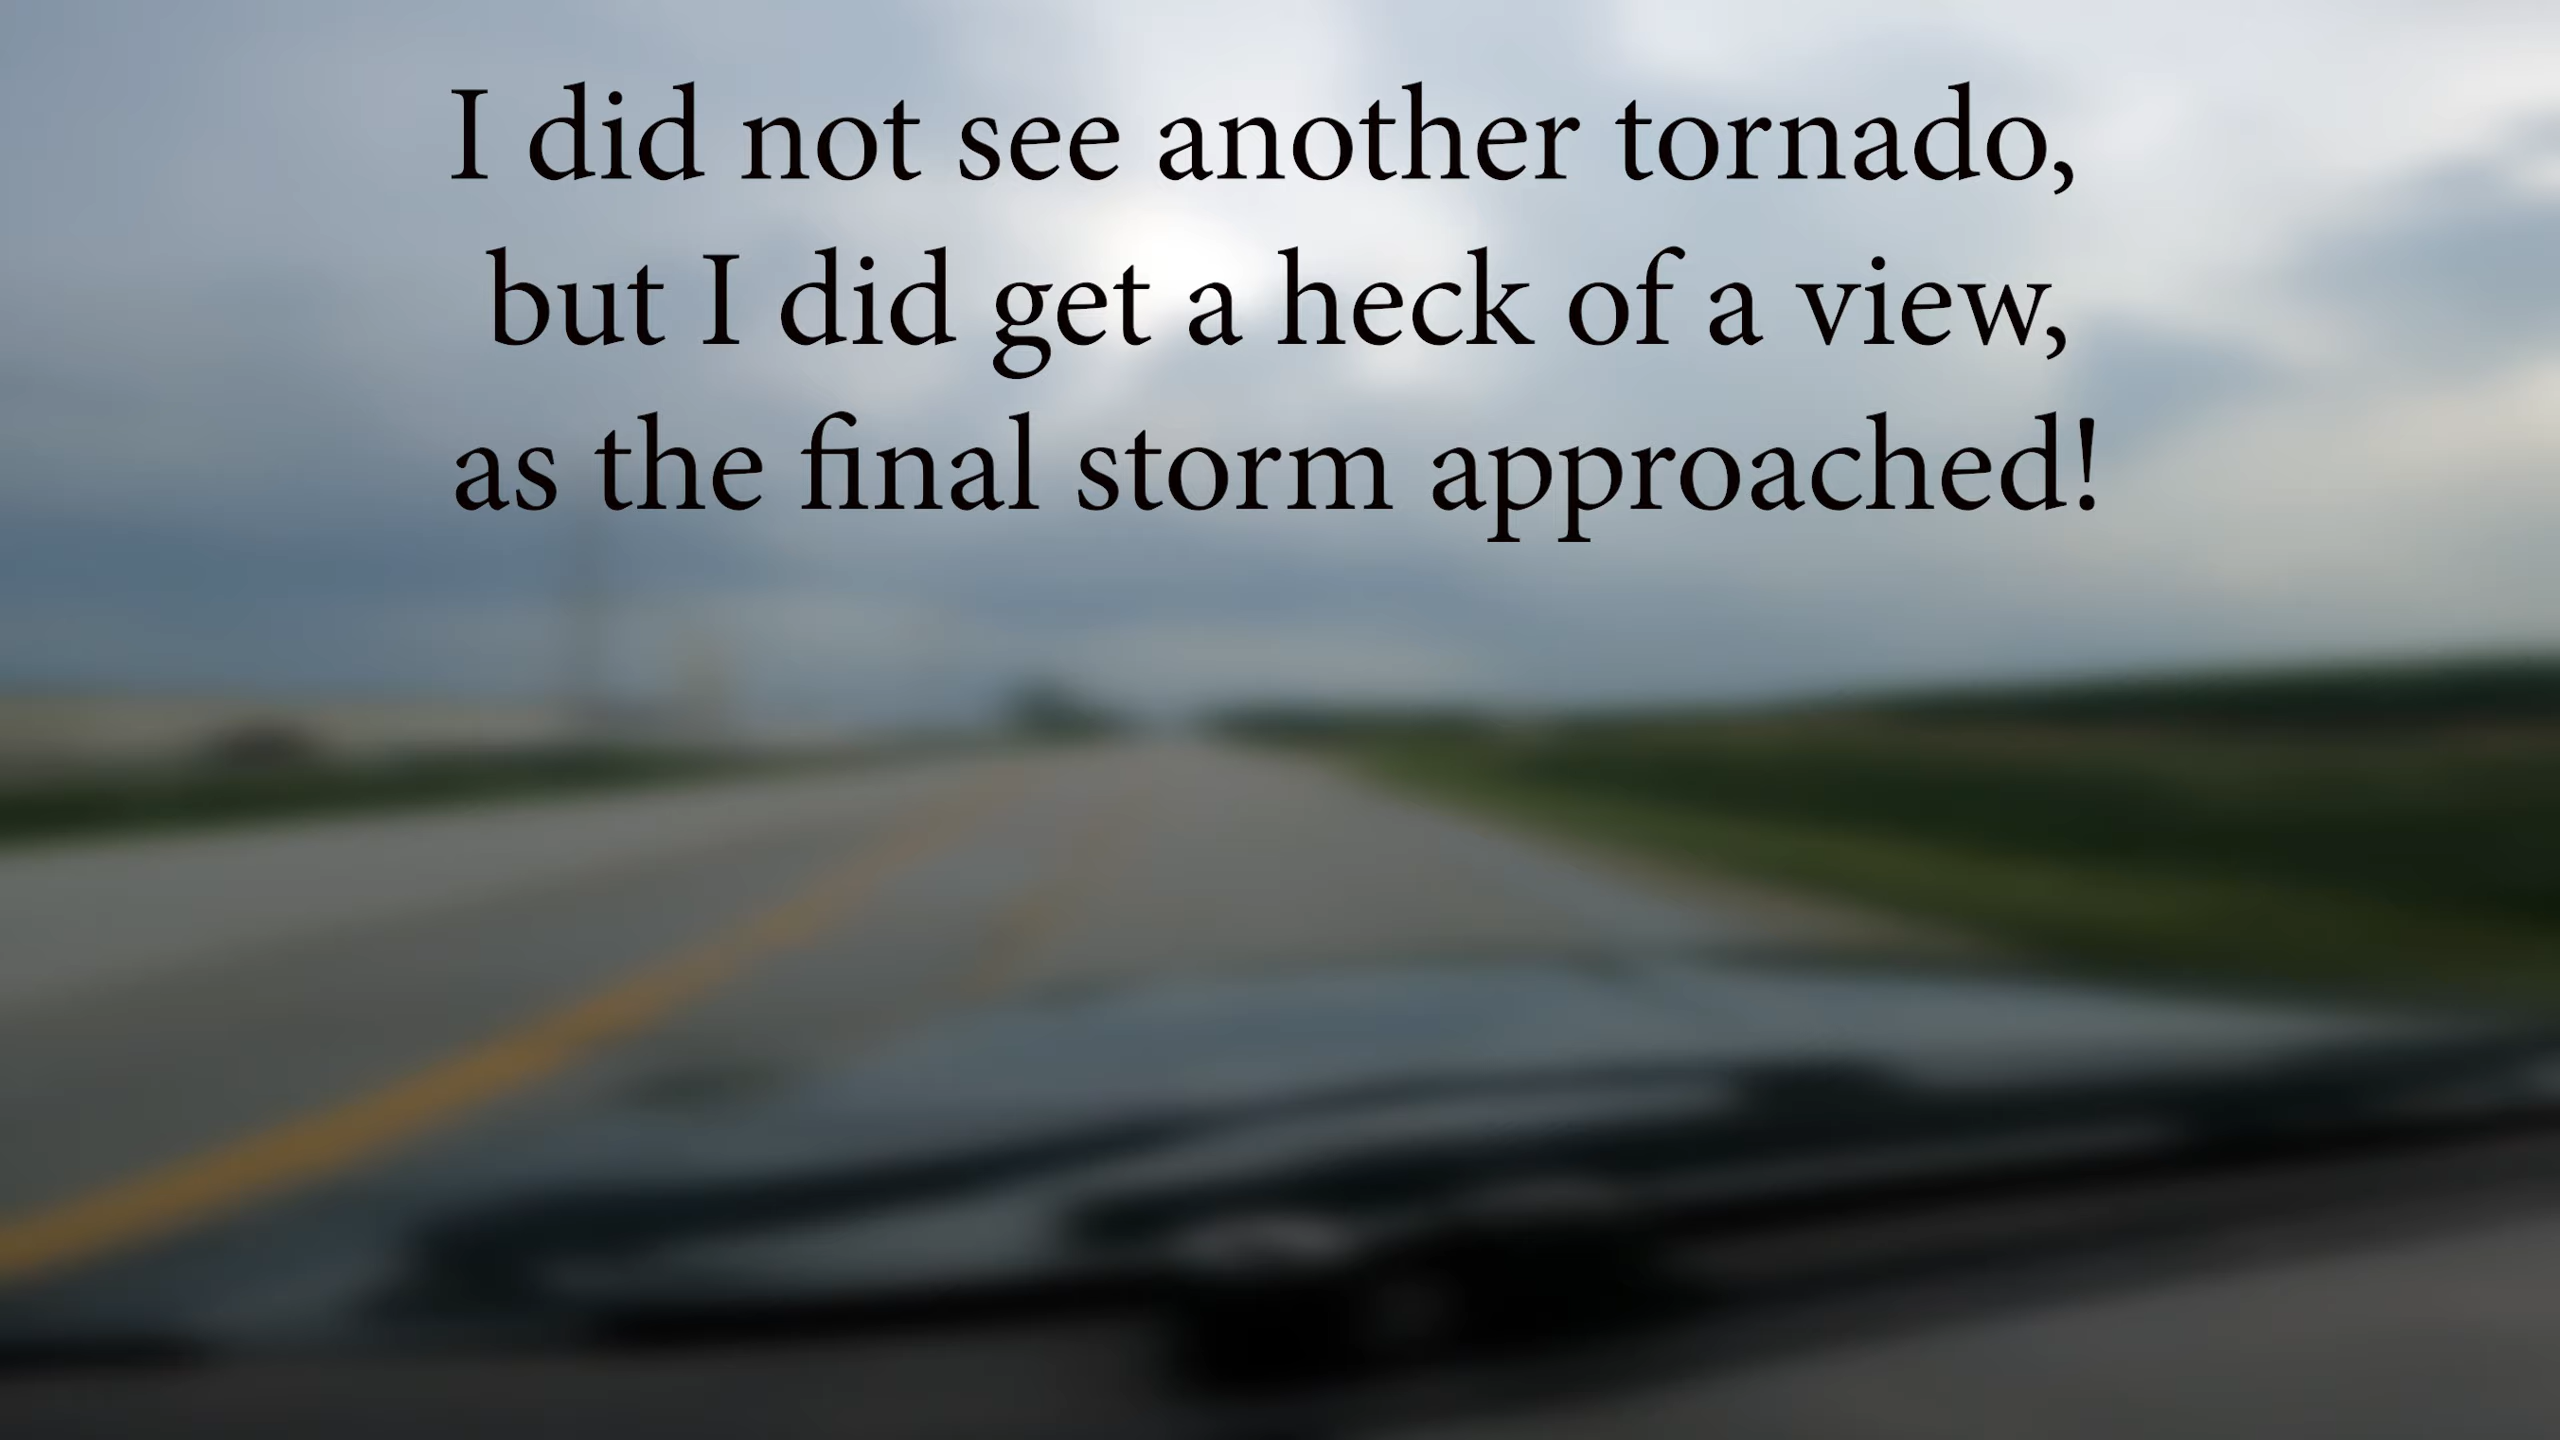 I did not see another tornado,
but I did get a heck of a view,
as the final storm approached!